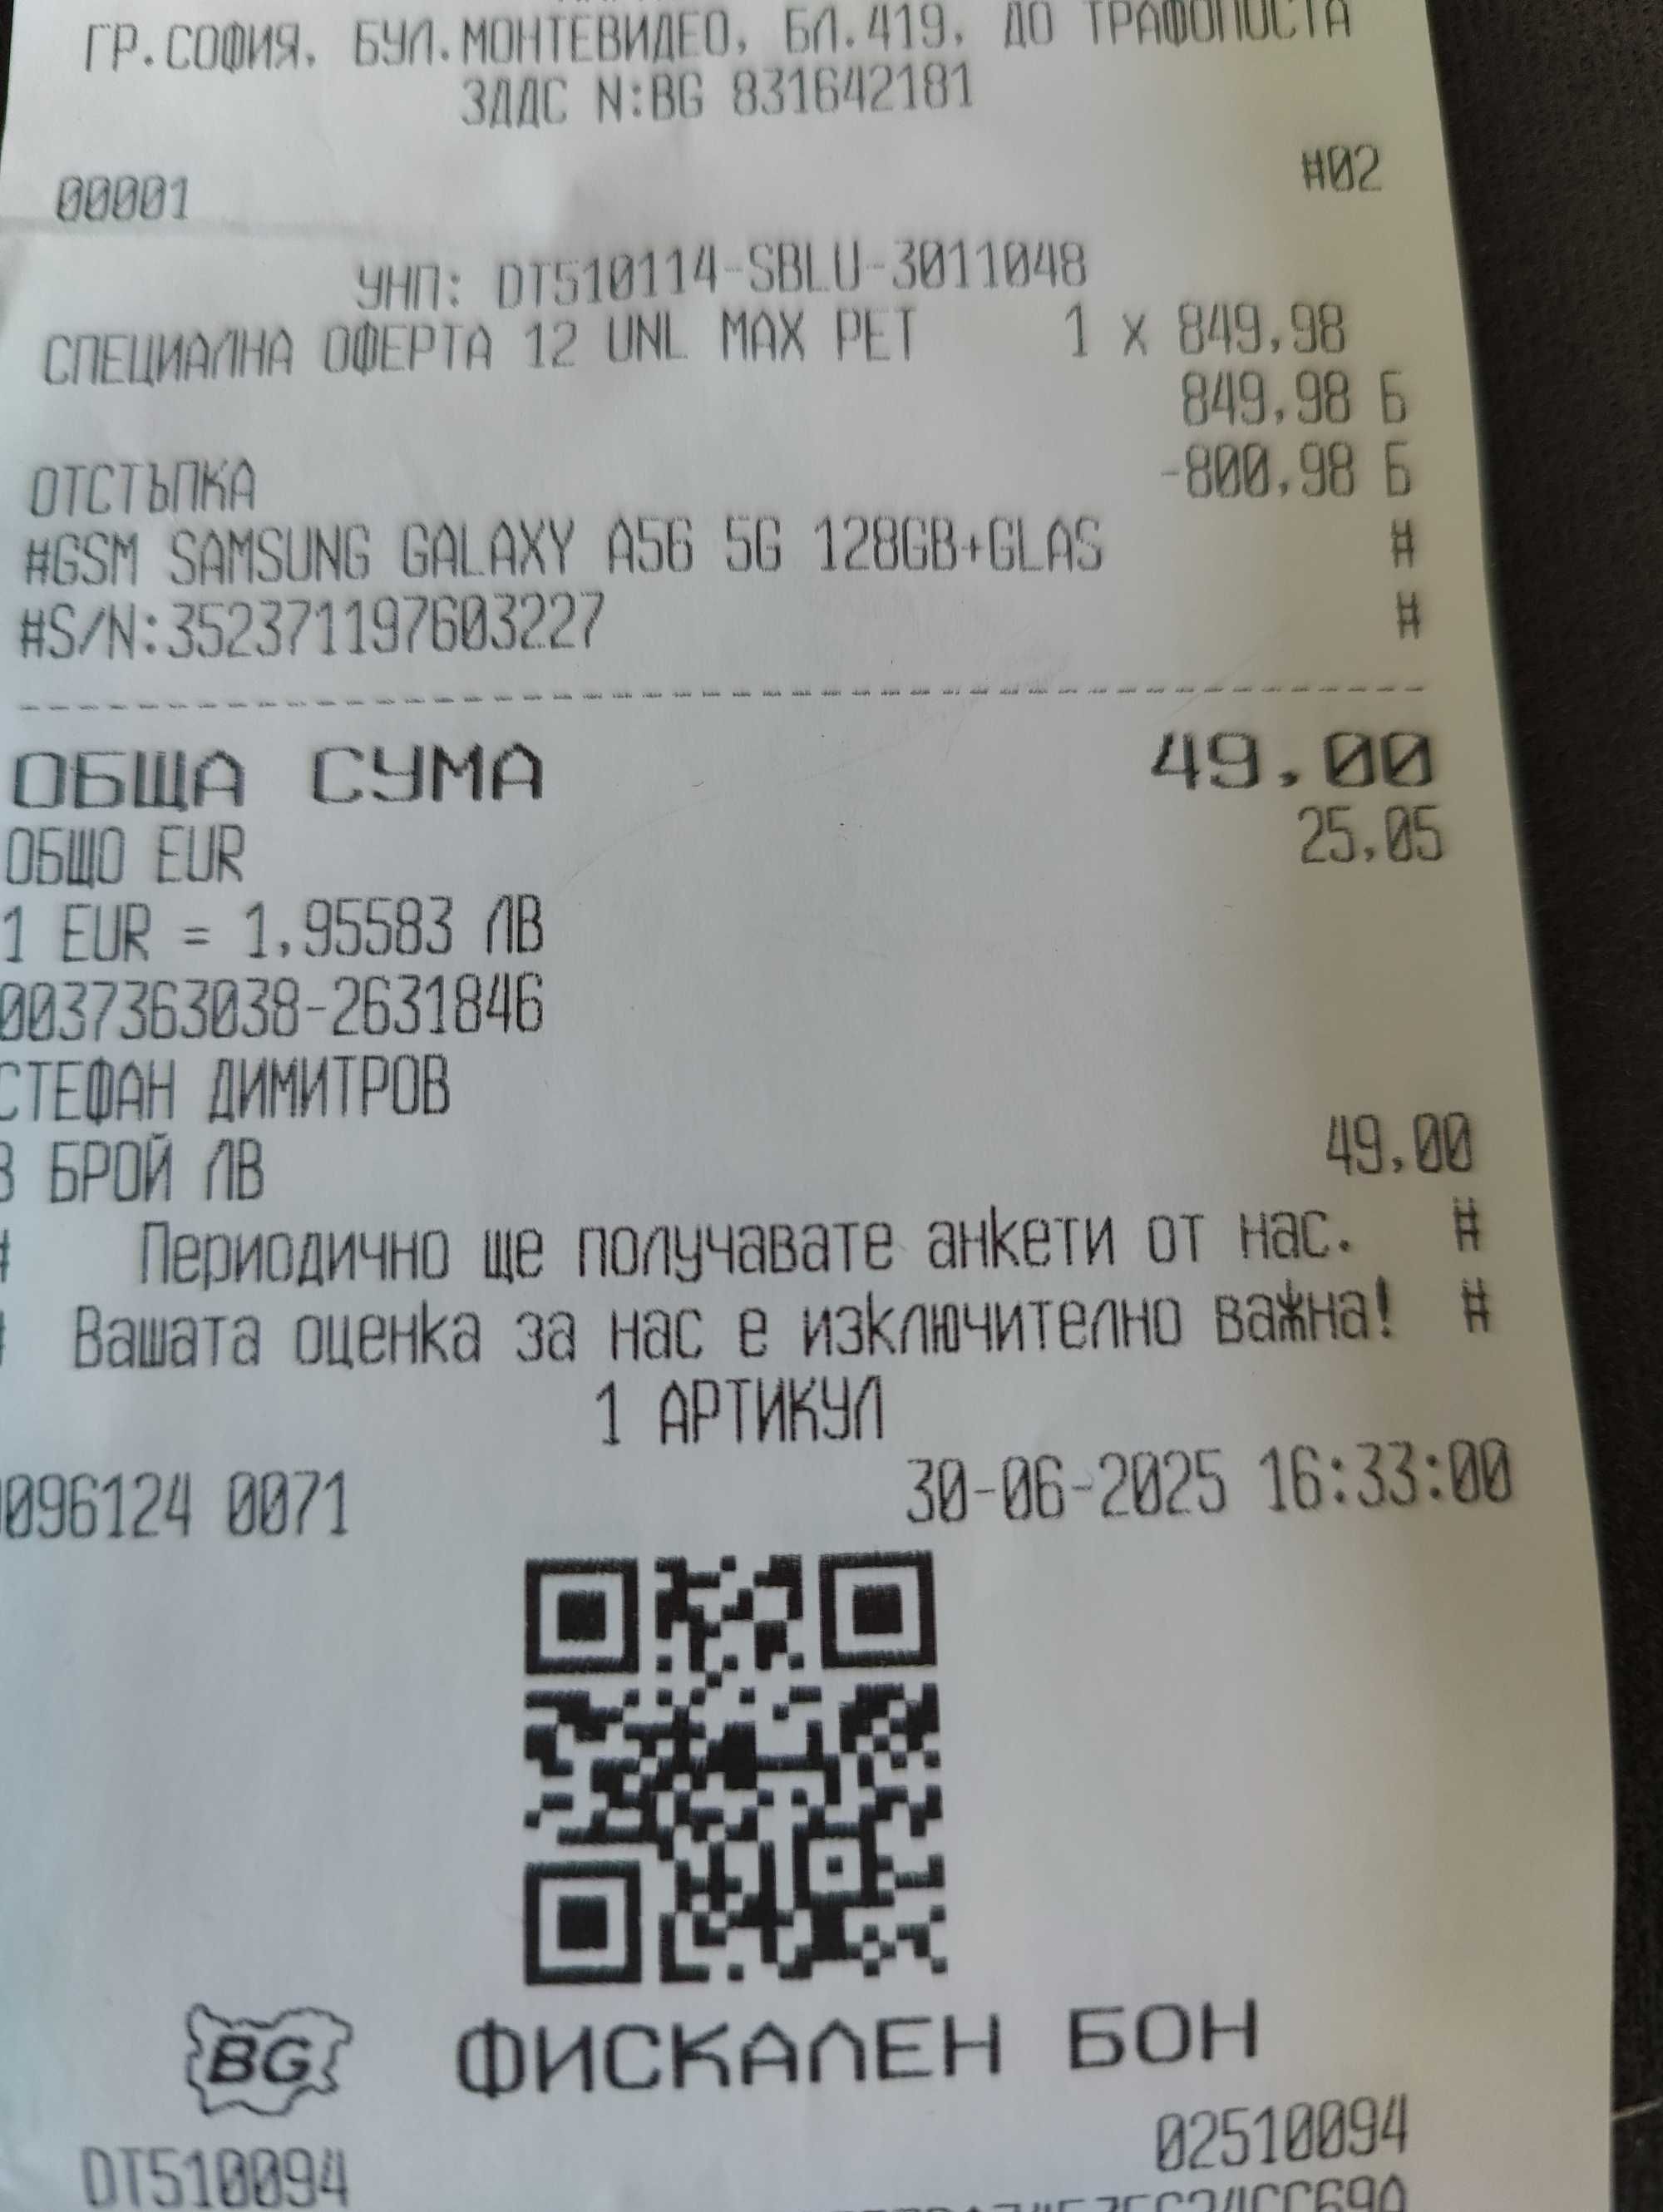 ГР.СОФИЯ, БУЛ.МОНТЕВИДЕО, БЛ.419, ДО ТРАФОПОСТА
ЗДДС N:BG 831642181
00001 #02
УНП: DT510114-SBLU-3011048
СПЕЦИАЛНА ОФЕРТА 12 UNL MAX PET 1 x 849,98
849,98 Б
ОТСТЪПКА -800,98 Б
#GSM SAMSUNG GALAXY A56 5G 128GB+GLAS #
#S/N:352371197603227 #
ОБЩА СУМА 49.00
ОБЩО EUR 25,05
1 EUR = 1,95583 ЛВ
0037363038-2631846
СТЕФАН ДИМИТРОВ
В БРОЙ ЛВ 49,00
# Периодично ще получавате анкети от нас. #
# Вашата оценка за нас е изключително важна! #
1 АРТИКУЛ
0096124 0071 30-06-2025 16:33:00
BG ФИСКАЛЕН БОН
DT510094 02510094